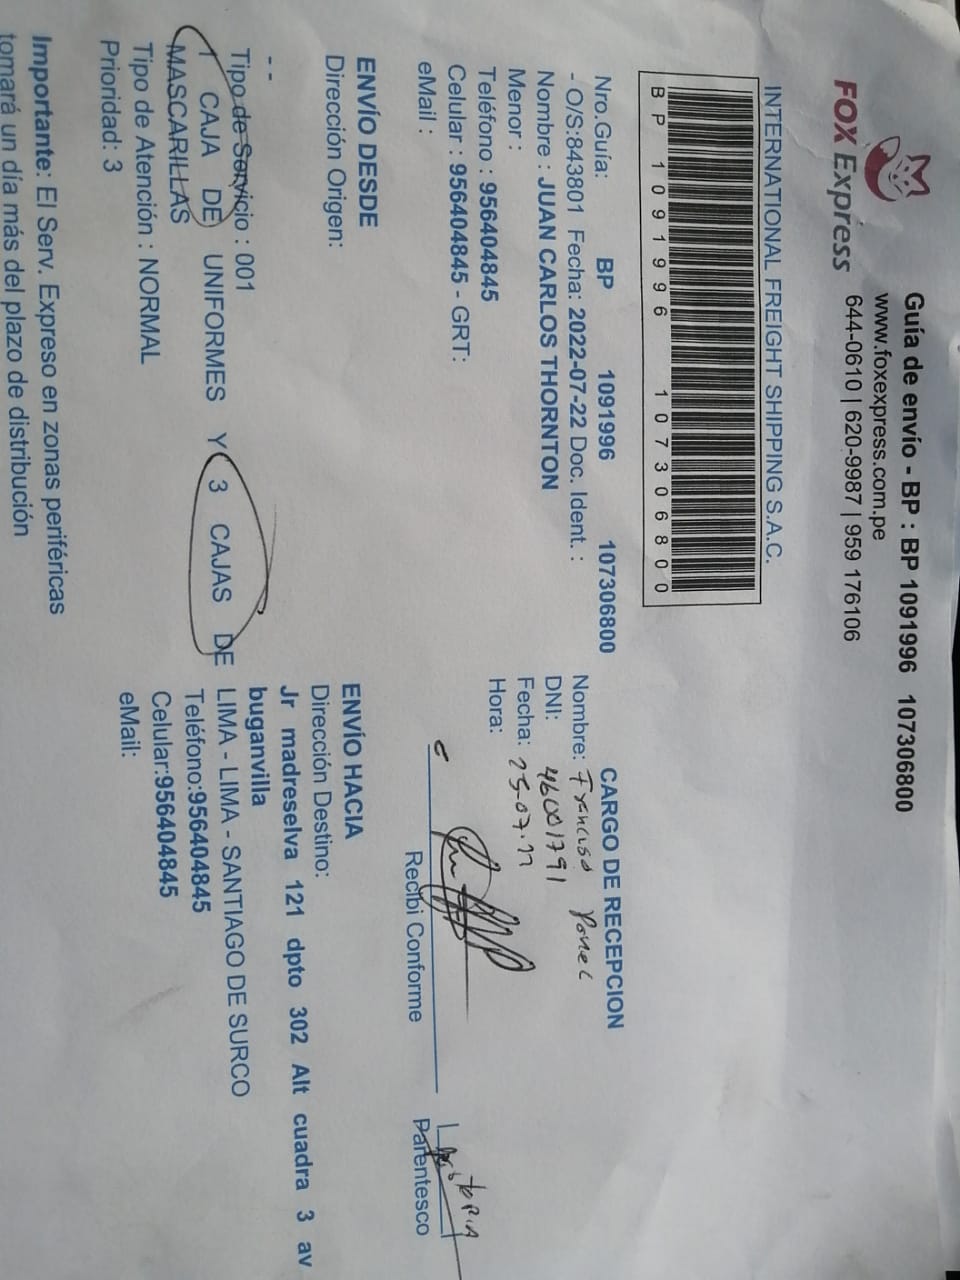 FOX Express
Guía de envío - BP : BP 1091996 107306800
www.foxexpress.com.pe
644-0610 | 620-9987 | 959 176106
INTERNATIONAL FREIGHT SHIPPING S.A.C.
BP1091996107306800
Nro.Guía: BP 1091996 107306800
- O/S:843801 Fecha: 2022-07-22 Doc. Ident. :
Nombre : JUAN CARLOS THORNTON
Menor :
Teléfono : 956404845
Celular : 956404845 - GRT:
eMail :
CARGO DE RECEPCION
Nombre: Francisco
DNI:
Fecha: 25-07-22
Hora:
Recibi Conforme
Parentesco
ENVÍO DESDE
Dirección Origen:
- -
Tipo de Servicio : 001
1 CAJA DE UNIFORMES Y 3 CAJAS DE
MASCARILLAS
Tipo de Atención : NORMAL
Prioridad: 3
ENVÍO HACIA
Dirección Destino:
Jr madreselva 121 dpto 302 Alt cuadra 3 av
buganvilla
LIMA - LIMA - SANTIAGO DE SURCO
Teléfono:956404845
Celular:956404845
eMail:
Importante: El Serv. Expreso en zonas periféricas
tomará un día más del plazo de distribución